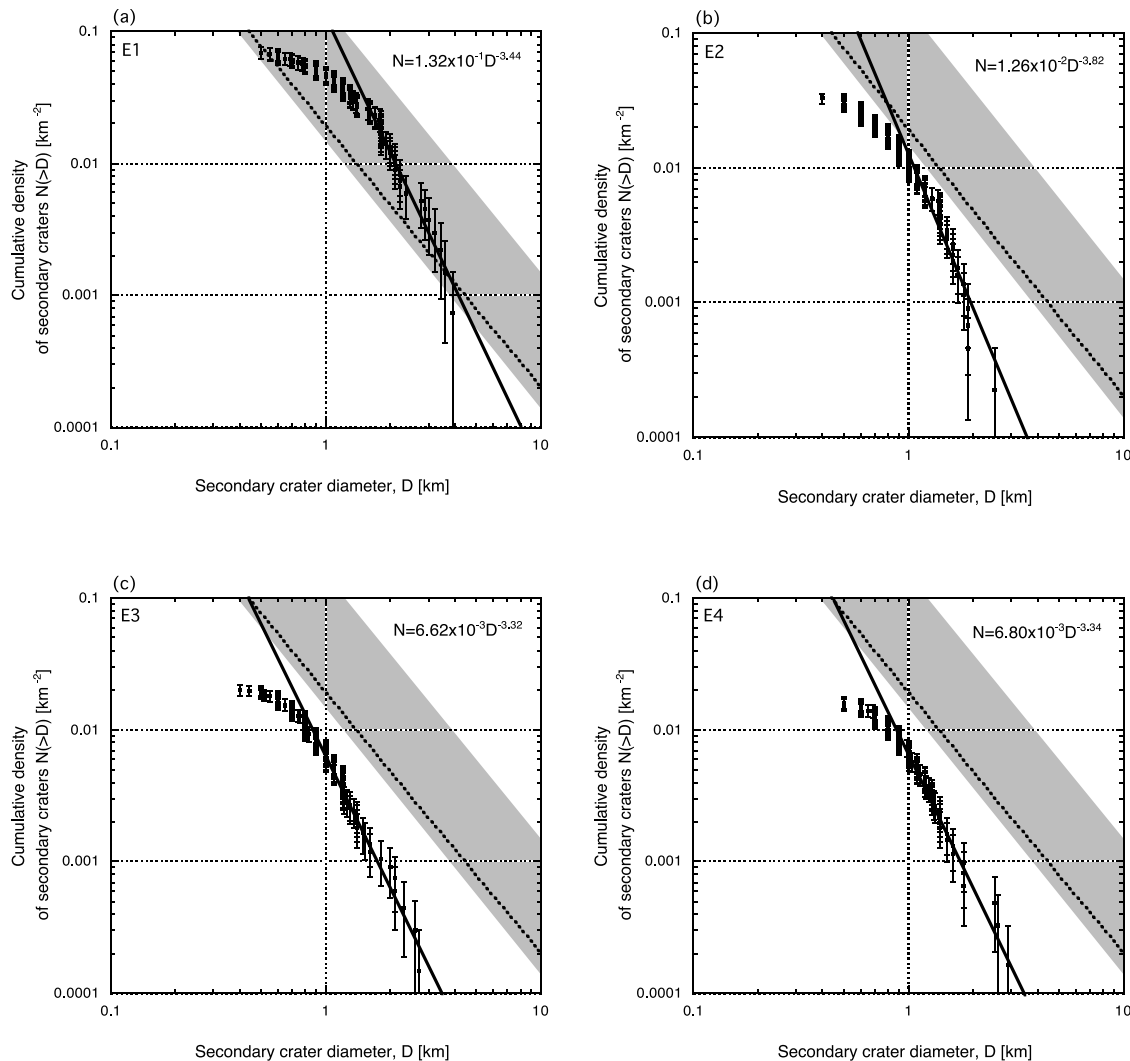 (a)
E1
N=1.32x10-1D-3.44
0.1
0.01
0.001
0.0001
0.1
1
10
Cumulative density
of secondary craters N(>D) [km-2]
Secondary crater diameter, D [km]
(b)
E2
N=1.26x10-2D-3.82
0.1
0.01
0.001
0.0001
0.1
1
10
Cumulative density
of secondary craters N(>D) [km-2]
Secondary crater diameter, D [km]
(c)
E3
N=6.62x10-3D-3.32
0.1
0.01
0.001
0.0001
0.1
1
10
Cumulative density
of secondary craters N(>D) [km-2]
Secondary crater diameter, D [km]
(d)
E4
N=6.80x10-3D-3.34
0.1
0.01
0.001
0.0001
0.1
1
10
Cumulative density
of secondary craters N(>D) [km-2]
Secondary crater diameter, D [km]